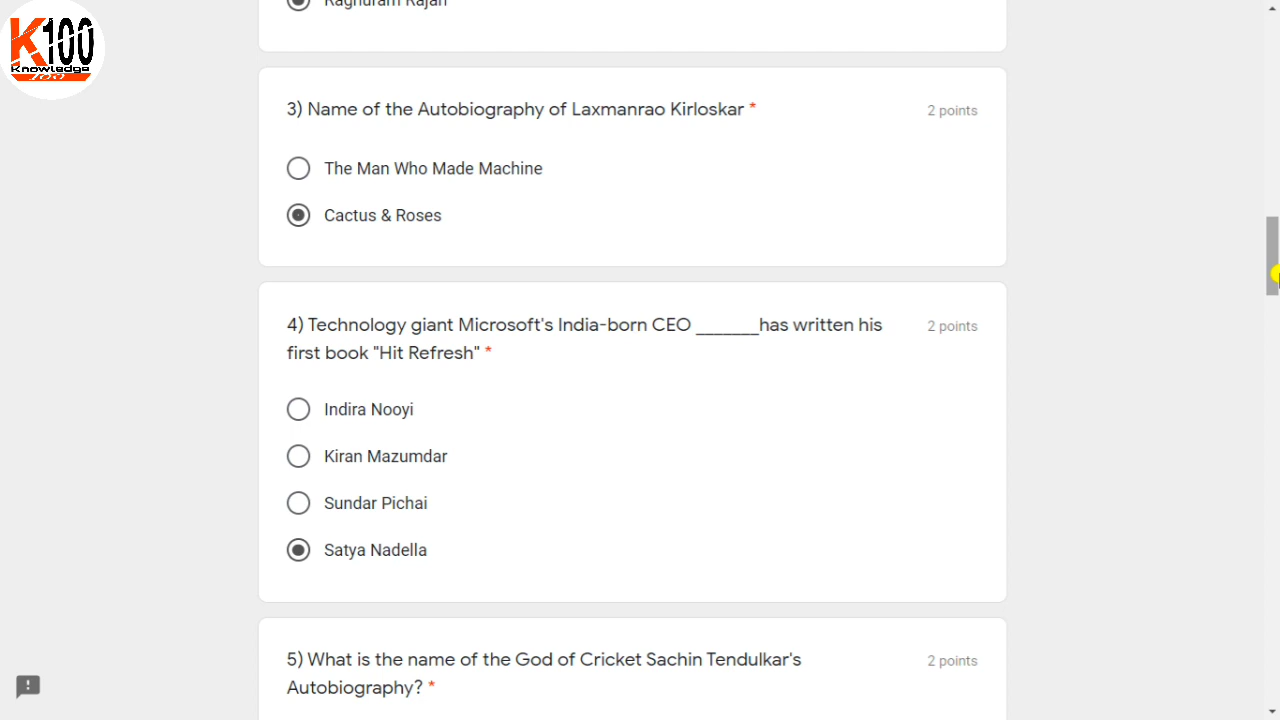 Raghuram Rajan
K100
Knowledge
3) Name of the Autobiography of Laxmanrao Kirloskar *
2 points
The Man Who Made Machine
Cactus & Roses
4) Technology giant Microsoft's India-born CEO _______has written his
first book "Hit Refresh" *
2 points
Indira Nooyi
Kiran Mazumdar
Sundar Pichai
Satya Nadella
5) What is the name of the God of Cricket Sachin Tendulkar's
Autobiography? *
2 points